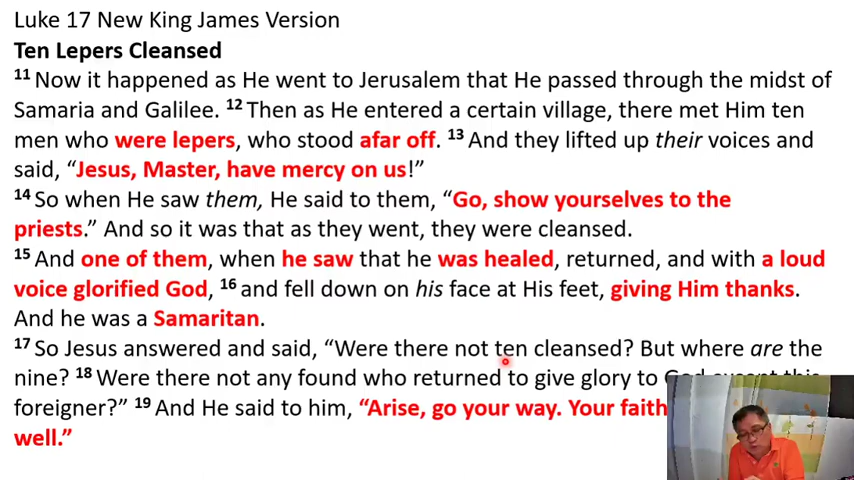 Luke 17 New King James Version
Ten Lepers Cleansed
11 Now it happened as He went to Jerusalem that He passed through the midst of
Samaria and Galilee. 12 Then as He entered a certain village, there met Him ten
men who were lepers, who stood afar off. 13 And they lifted up their voices and
said, “Jesus, Master, have mercy on us!”
14 So when He saw them, He said to them, “Go, show yourselves to the
priests.” And so it was that as they went, they were cleansed.
15 And one of them, when he saw that he was healed, returned, and with a loud
voice glorified God, 16 and fell down on his face at His feet, giving Him thanks.
And he was a Samaritan.
17 So Jesus answered and said, “Were there not ten cleansed? But where are the
nine? 18 Were there not any found who returned to give glory to God except this
foreigner?” 19 And He said to him, “Arise, go your way. Your faith
well.”